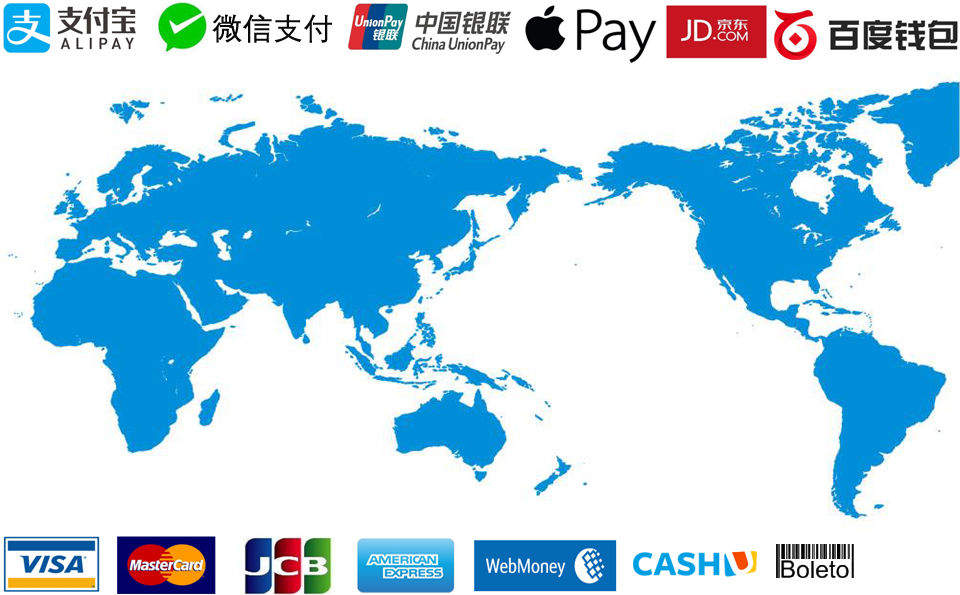 支付宝
ALIPAY
微信支付
UnionPay
银联
中国银联
China UnionPay
Pay
JD.京东
.COM
百度钱包
VISA
MasterCard
JCB
AMERICAN
EXPRESS
WebMoney
CASHU
Boleto